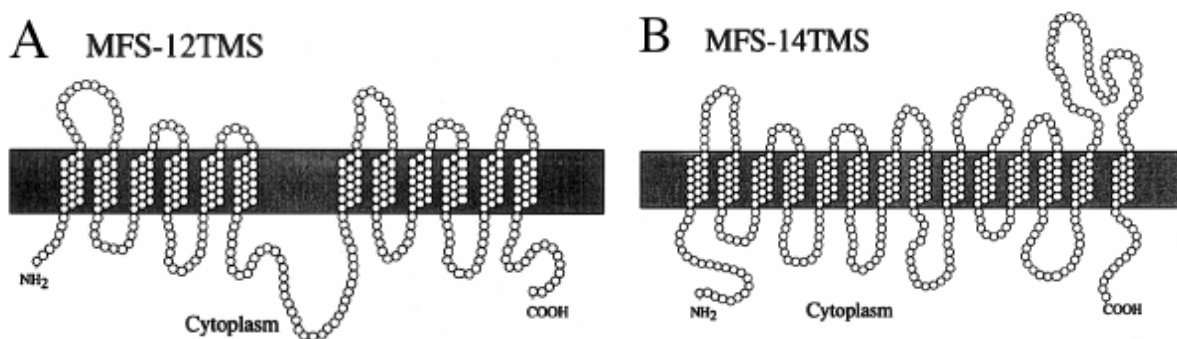 A MFS-12TMS
NH2
Cytoplasm
COOH
B MFS-14TMS
NH2
Cytoplasm
COOH